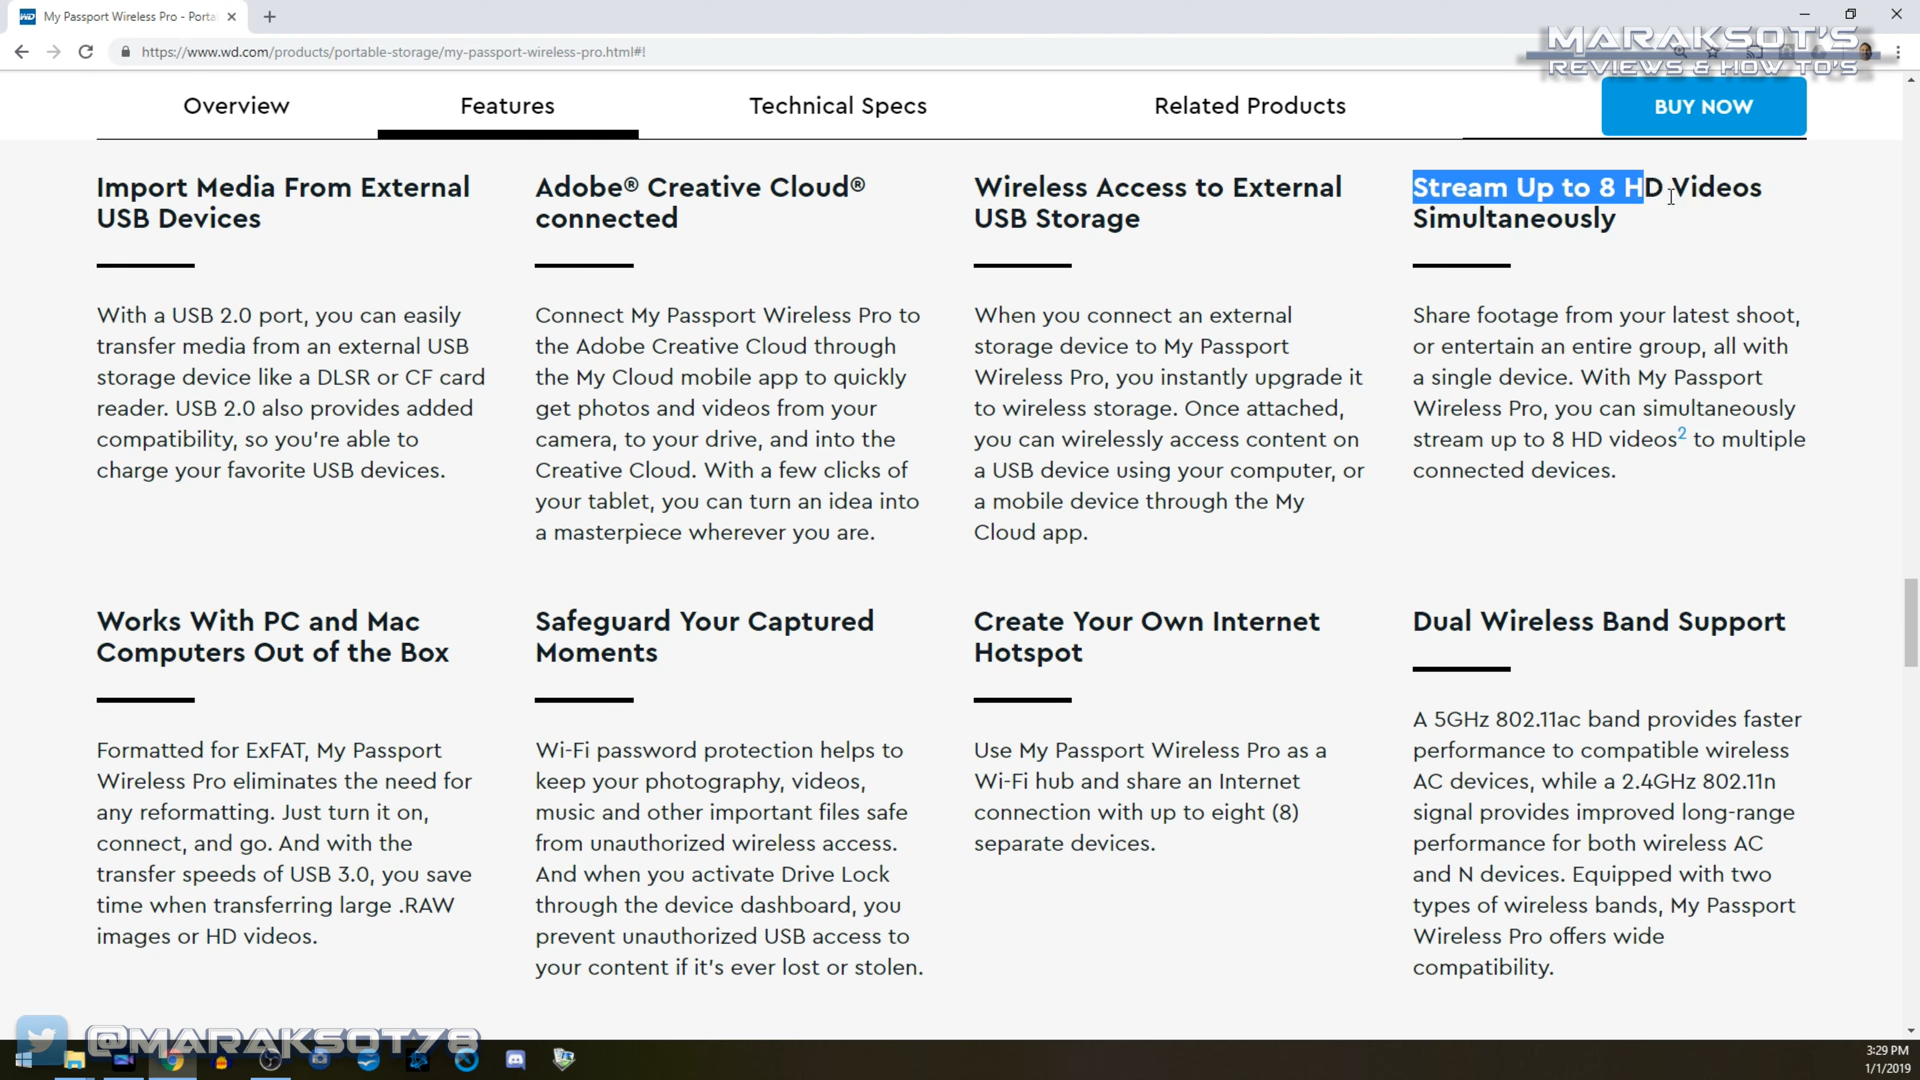 My Passport Wireless Pro - Porta
https://www.wd.com/products/portable-storage/my-passport-wireless-pro.html#!
MARAKSOT'S
REVIEWS & HOW TO'S
Overview
Features
Technical Specs
Related Products
BUY NOW
Import Media From External
USB Devices
With a USB 2.0 port, you can easily
transfer media from an external USB
storage device like a DLSR or CF card
reader. USB 2.0 also provides added
compatibility, so you're able to
charge your favorite USB devices.
Adobe® Creative Cloud®
connected
Connect My Passport Wireless Pro to
the Adobe Creative Cloud through
the My Cloud mobile app to quickly
get photos and videos from your
camera, to your drive, and into the
Creative Cloud. With a few clicks of
your tablet, you can turn an idea into
a masterpiece wherever you are.
Wireless Access to External
USB Storage
When you connect an external
storage device to My Passport
Wireless Pro, you instantly upgrade it
to wireless storage. Once attached,
you can wirelessly access content on
a USB device using your computer, or
a mobile device through the My
Cloud app.
Stream Up to 8 HD Videos
Simultaneously
Share footage from your latest shoot,
or entertain an entire group, all with
a single device. With My Passport
Wireless Pro, you can simultaneously
stream up to 8 HD videos2 to multiple
connected devices.
Works With PC and Mac
Computers Out of the Box
Formatted for ExFAT, My Passport
Wireless Pro eliminates the need for
any reformatting. Just turn it on,
connect, and go. And with the
transfer speeds of USB 3.0, you save
time when transferring large .RAW
images or HD videos.
Safeguard Your Captured
Moments
Wi-Fi password protection helps to
keep your photography, videos,
music and other important files safe
from unauthorized wireless access.
And when you activate Drive Lock
through the device dashboard, you
prevent unauthorized USB access to
your content if it's ever lost or stolen.
Create Your Own Internet
Hotspot
Use My Passport Wireless Pro as a
Wi-Fi hub and share an Internet
connection with up to eight (8)
separate devices.
Dual Wireless Band Support
A 5GHz 802.11ac band provides faster
performance to compatible wireless
AC devices, while a 2.4GHz 802.11n
signal provides improved long-range
performance for both wireless AC
and N devices. Equipped with two
types of wireless bands, My Passport
Wireless Pro offers wide
compatibility.
@MARAKSOT78
3:29 PM
1/1/2019